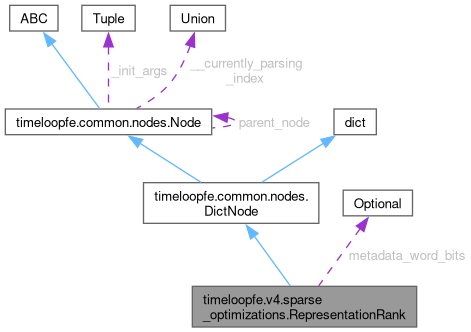 ABC
Tuple
Union
_init_args
__currently_parsing
_index
timeloopfe.common.nodes.Node
parent_node
dict
timeloopfe.common.nodes.
DictNode
Optional
metadata_word_bits
timeloopfe.v4.sparse
_optimizations.RepresentationRank